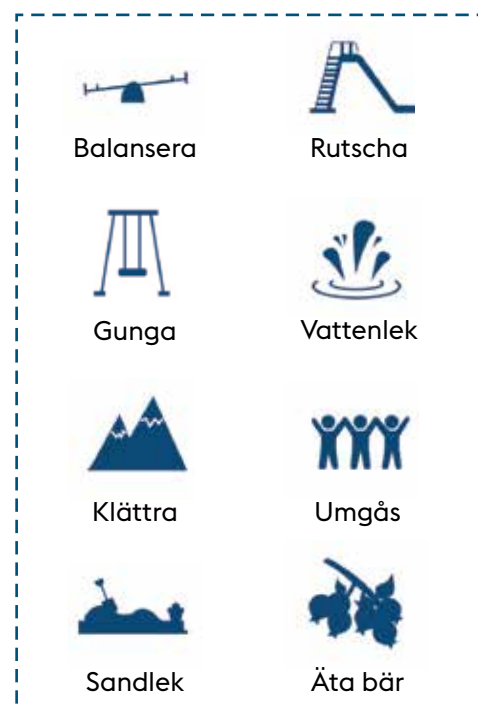 Balansera
Rutscha
Gunga
Vattenlek
Klättra
Umgås
Sandlek
Äta bär